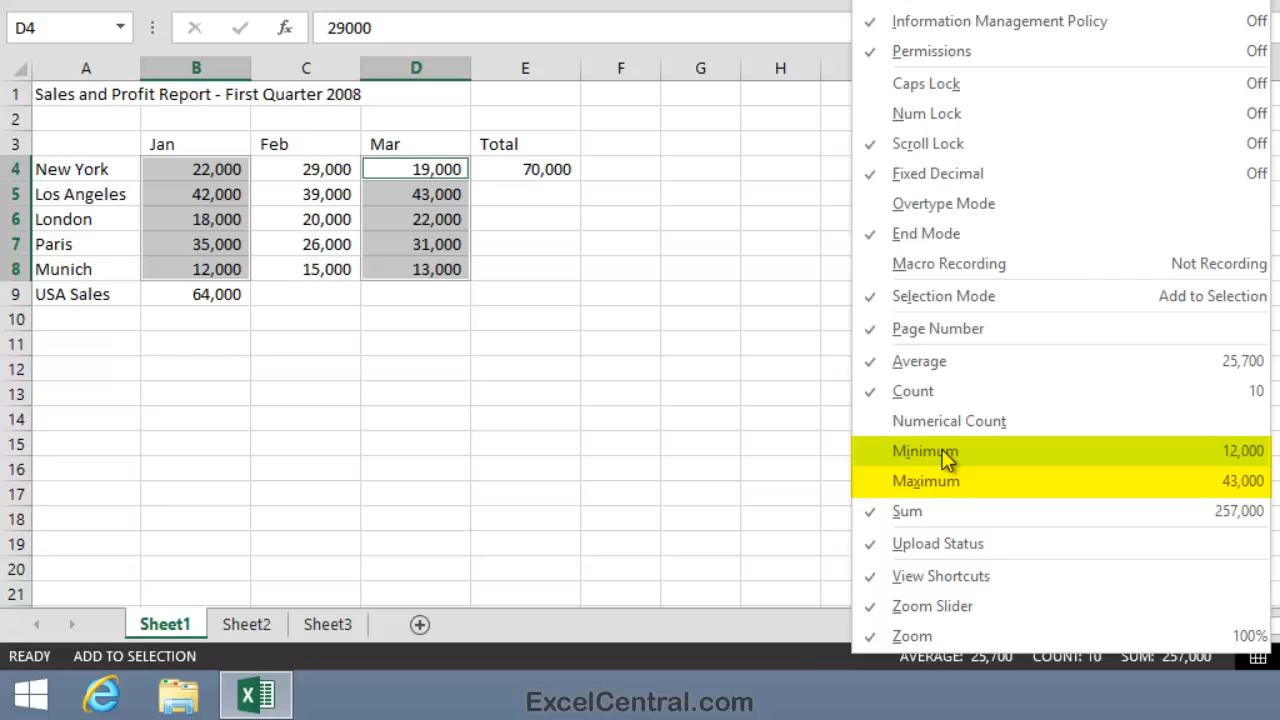 D4 fx 29000
A B C D E F G H
1 Sales and Profit Report - First Quarter 2008
2
3 Jan Feb Mar Total
4 New York 22,000 29,000 19,000 70,000
5 Los Angeles 42,000 39,000 43,000
6 London 18,000 20,000 22,000
7 Paris 35,000 26,000 31,000
8 Munich 12,000 15,000 13,000
9 USA Sales 64,000
10
11
12
13
14
15
16
17
18
19
20
21
Information Management Policy Off
Permissions Off
Caps Lock Off
Num Lock Off
Scroll Lock Off
Fixed Decimal Off
Overtype Mode
End Mode
Macro Recording Not Recording
Selection Mode Add to Selection
Page Number
Average 25,700
Count 10
Numerical Count
Minimum 12,000
Maximum 43,000
Sum 257,000
Upload Status
View Shortcuts
Zoom Slider
Zoom 100%
Sheet1 Sheet2 Sheet3
READY ADD TO SELECTION AVERAGE: 25,700 COUNT: 10 SUM: 257,000
ExcelCentral.com